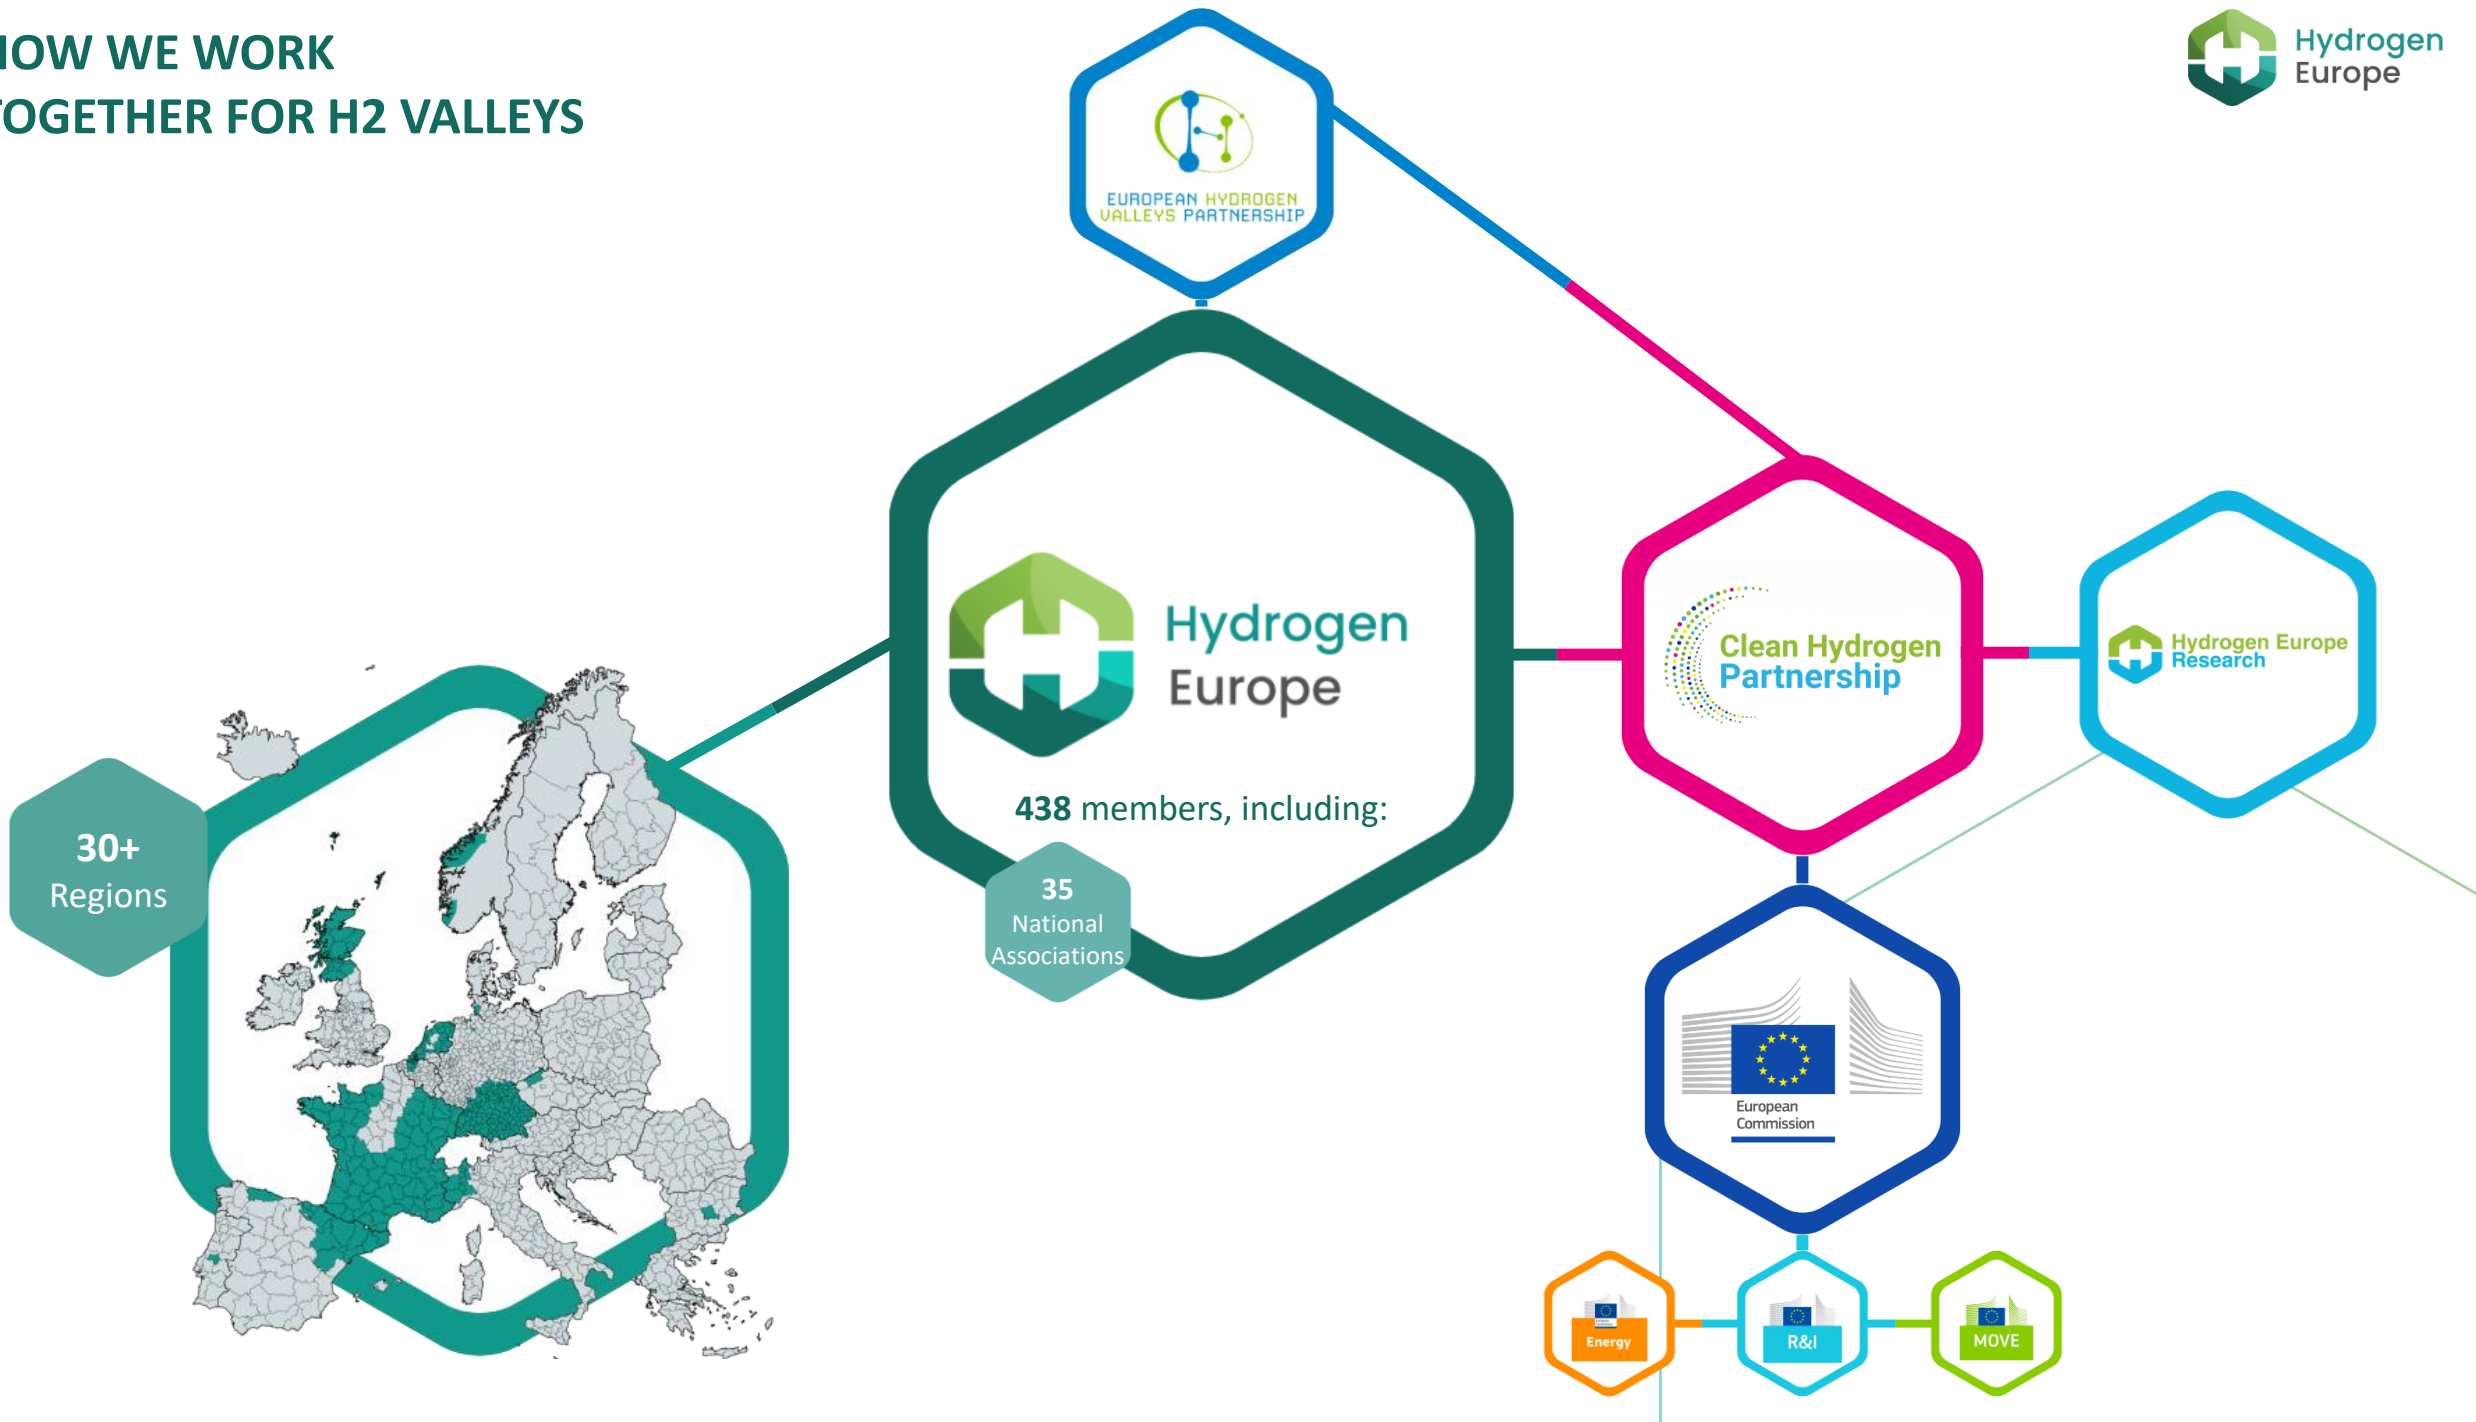 HOW WE WORK
TOGETHER FOR H2 VALLEYS
Hydrogen
Europe
EUROPEAN HYDROGEN
VALLEYS PARTNERSHIP
Hydrogen
Europe
438 members, including:
35
National
Associations
30+
Regions
Clean Hydrogen
Partnership
Hydrogen Europe
Research
European
Commission
Energy
R&I
MOVE